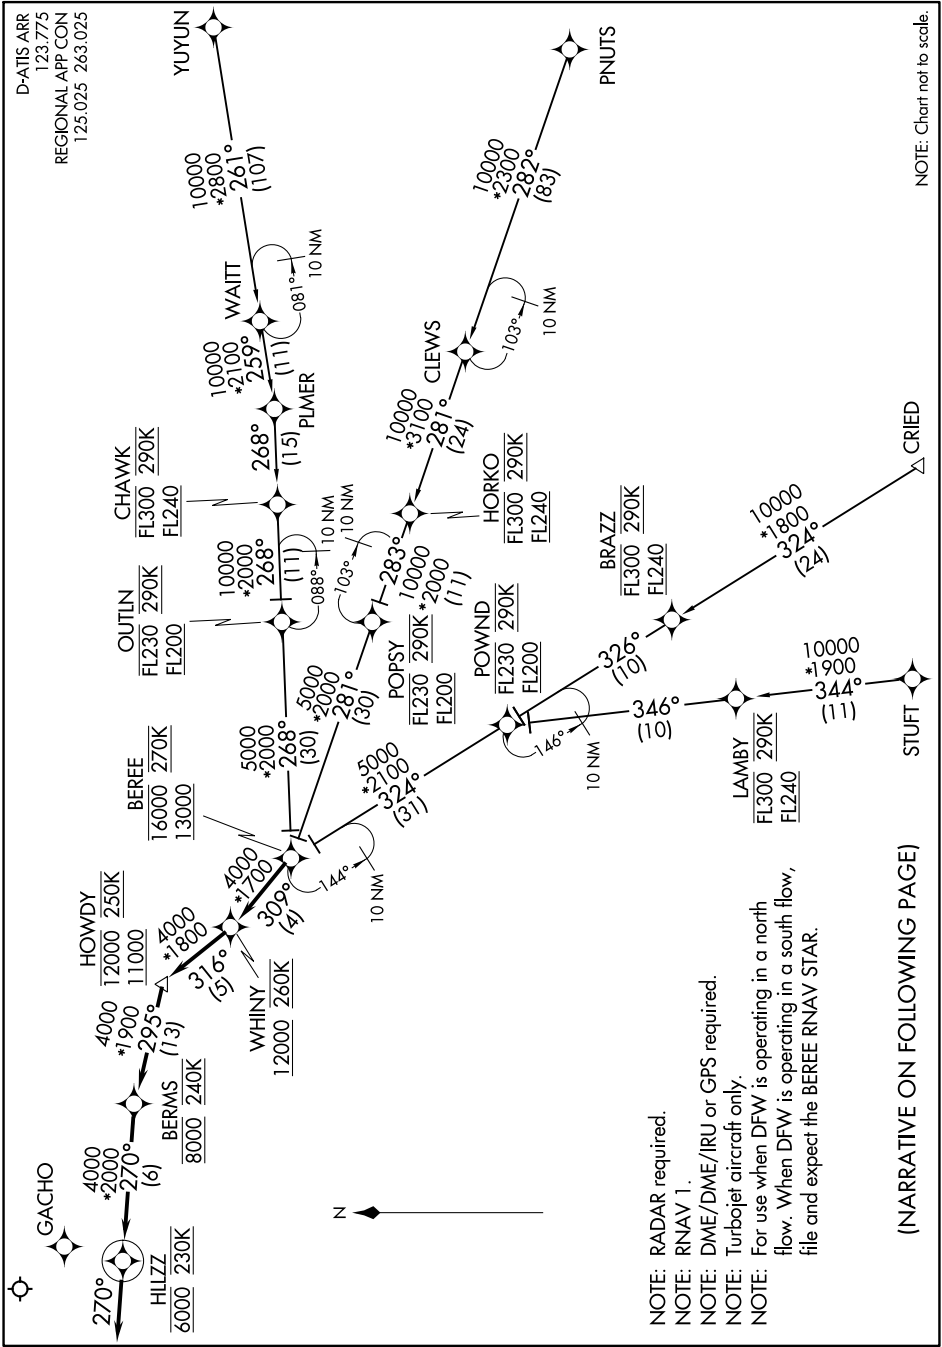 D-ATIS ARR
123.775
REGIONAL APP CON
125.025 263.025
YUYUN
10000
*2800
261°
(107)
WAITT
081°
10 NM
10000
*2100
259°
(11)
PLMER
268°
(15)
CHAWK
FL300 290K
FL240
10000
*2000
268°
(11)
088°
10 NM
OUTLN
FL230 290K
FL200
5000
*2000
268°
(30)
PNUTS
10000
*2300
282°
(83)
CLEWS
103°
10 NM
10000
*3100
281°
(24)
HORKO
FL300 290K
FL240
283°
10000
*2000
(11)
103°
10 NM
POPSY
FL230 290K
FL200
5000
*2000
281°
(30)
CRIED
10000
*1800
324°
(24)
BRAZZ
FL300 290K
FL240
326°
(10)
STUFT
10000
*1900
344°
(11)
LAMBY
FL300 290K
FL240
346°
(10)
POWND
FL230 290K
FL200
146°
10 NM
5000
*2100
324°
(31)
BEREE
16000 270K
13000
144°
10 NM
4000
*1700
309°
(4)
WHINY
12000 260K
4000
*1800
316°
(5)
HOWDY
12000 250K
11000
4000
*1900
295°
(13)
BERMS
8000 240K
4000
*2000
270°
(6)
HLLZZ
6000 230K
270°
GACHO
N
NOTE: RADAR required.
NOTE: RNAV 1.
NOTE: DME/DME/IRU or GPS required.
NOTE: Turbojet aircraft only.
NOTE: For use when DFW is operating in a north
flow. When DFW is operating in a south flow,
file and expect the BEREE RNAV STAR.
(NARRATIVE ON FOLLOWING PAGE)
NOTE: Chart not to scale.